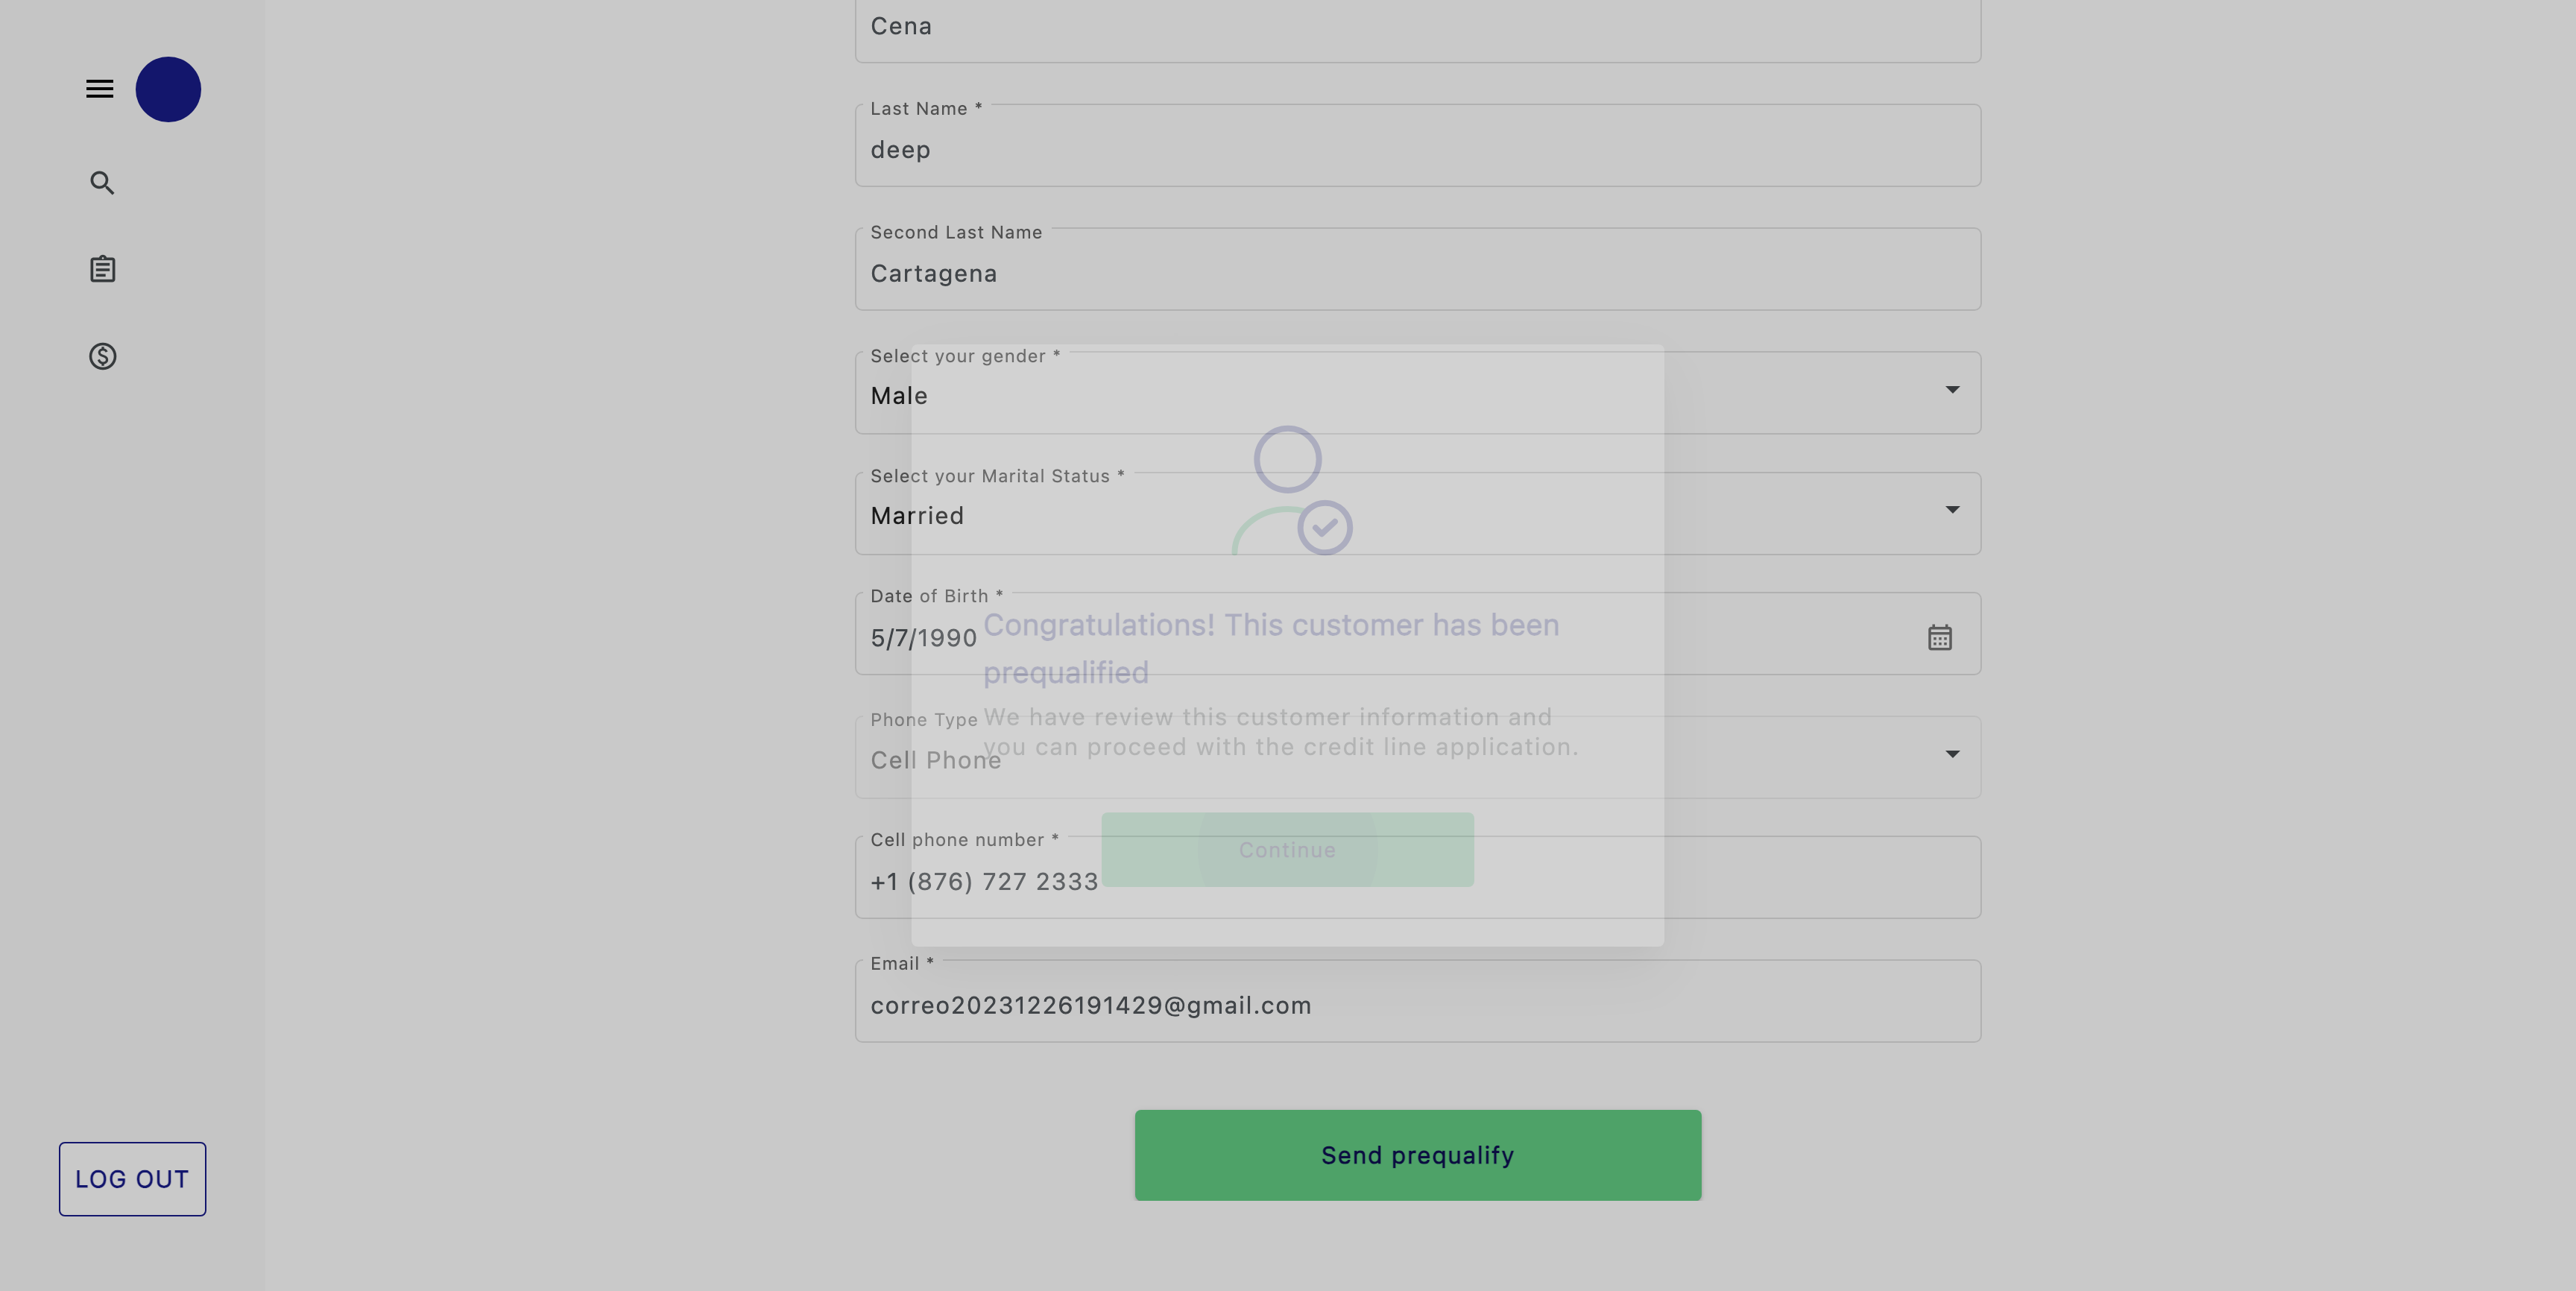 Cena
Last Name *
deep
Second Last Name
Cartagena
Select your gender *
Male
Select your Marital Status *
Married
Date of Birth *
5/7/1990
Congratulations! This customer has been
prequalified
We have review this customer information and
you can proceed with the credit line application.
Phone Type
Cell Phone
Continue
Cell phone number *
+1 (876) 727 2333
Email *
correo20231226191429@gmail.com
Send prequalify
LOG OUT